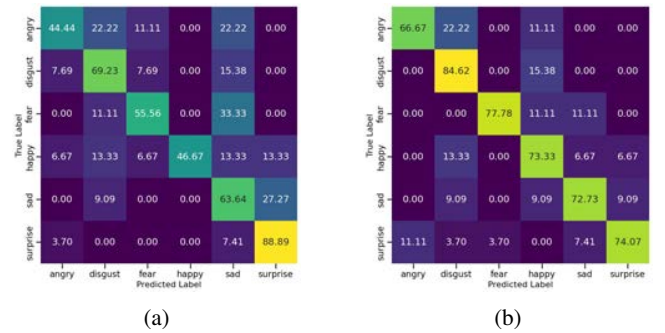 True Label
angry 44.44 22.22 11.11 0.00 22.22 0.00
disgust 7.69 69.23 7.69 0.00 15.38 0.00
fear 0.00 11.11 55.56 0.00 33.33 0.00
happy 6.67 13.33 6.67 46.67 13.33 13.33
sad 0.00 9.09 0.00 0.00 63.64 27.27
surprise 3.70 0.00 0.00 0.00 7.41 88.89
angry disgust fear happy sad surprise
Predicted Label
(a)
True Label
angry 66.67 22.22 0.00 11.11 0.00 0.00
disgust 0.00 84.62 0.00 15.38 0.00 0.00
fear 0.00 0.00 77.78 11.11 11.11 0.00
happy 0.00 13.33 0.00 73.33 6.67 6.67
sad 0.00 9.09 0.00 9.09 72.73 9.09
surprise 11.11 3.70 3.70 0.00 7.41 74.07
angry disgust fear happy sad surprise
Predicted Label
(b)